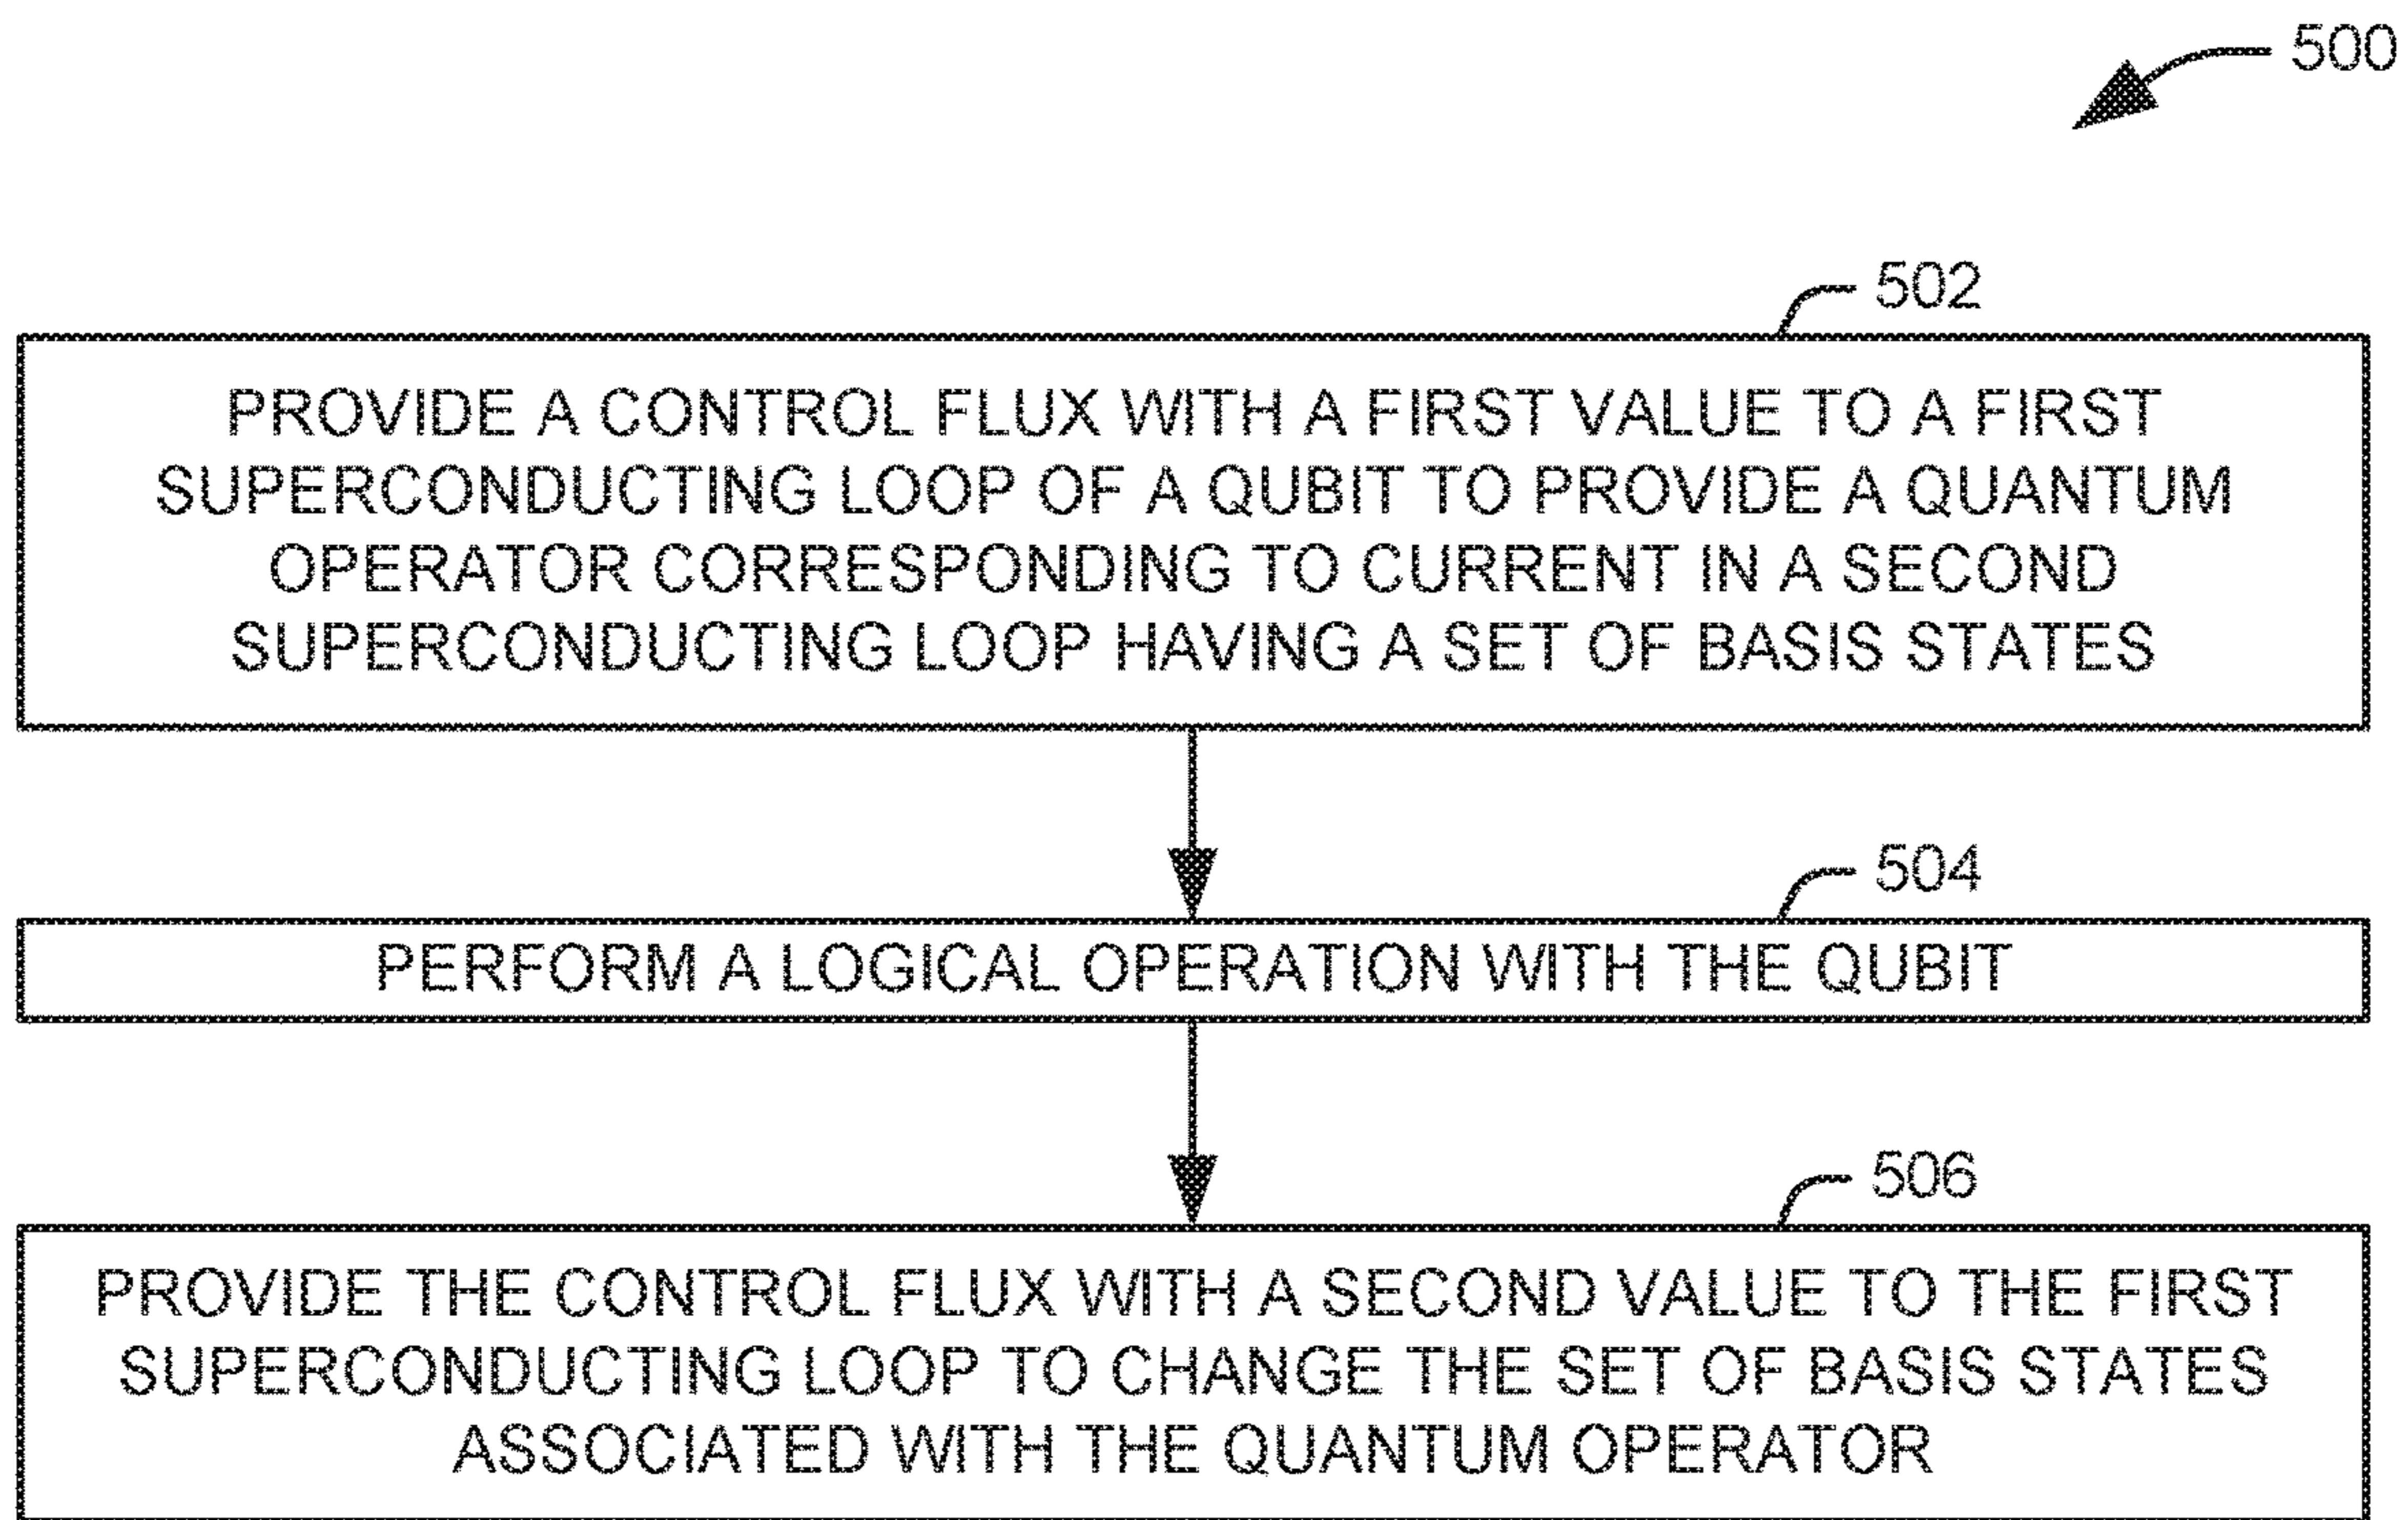 500
502
PROVIDE A CONTROL FLUX WITH A FIRST VALUE TO A FIRST
SUPERCONDUCTING LOOP OF A QUBIT TO PROVIDE A QUANTUM
OPERATOR CORRESPONDING TO CURRENT IN A SECOND
SUPERCONDUCTING LOOP HAVING A SET OF BASIS STATES
504
PERFORM A LOGICAL OPERATION WITH THE QUBIT
506
PROVIDE THE CONTROL FLUX WITH A SECOND VALUE TO THE FIRST
SUPERCONDUCTING LOOP TO CHANGE THE SET OF BASIS STATES
ASSOCIATED WITH THE QUANTUM OPERATOR